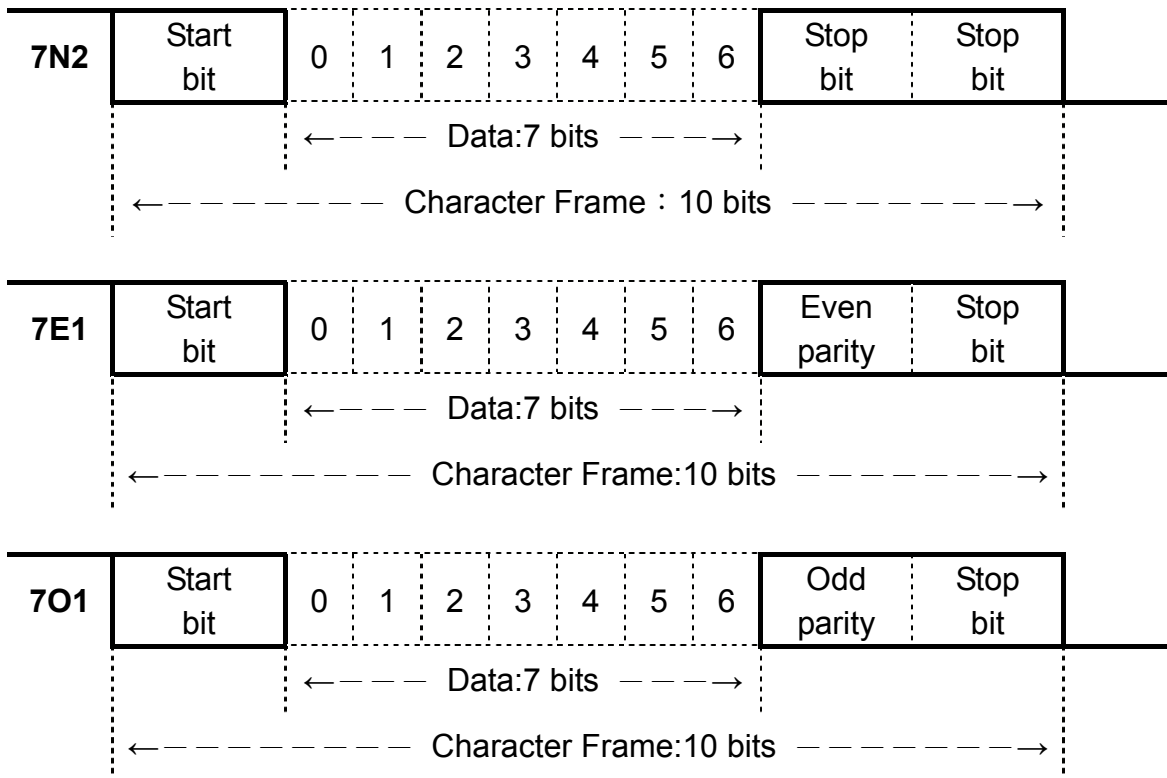 7N2 Start bit 0 1 2 3 4 5 6 Stop bit Stop bit
←――― Data:7 bits ―――→
←――――――― Character Frame：10 bits ―――――――→
7E1 Start bit 0 1 2 3 4 5 6 Even parity Stop bit
←――― Data:7 bits ―――→
←―――――――― Character Frame:10 bits ―――――――→
7O1 Start bit 0 1 2 3 4 5 6 Odd parity Stop bit
←――― Data:7 bits ―――→
←―――――――― Character Frame:10 bits ―――――――→